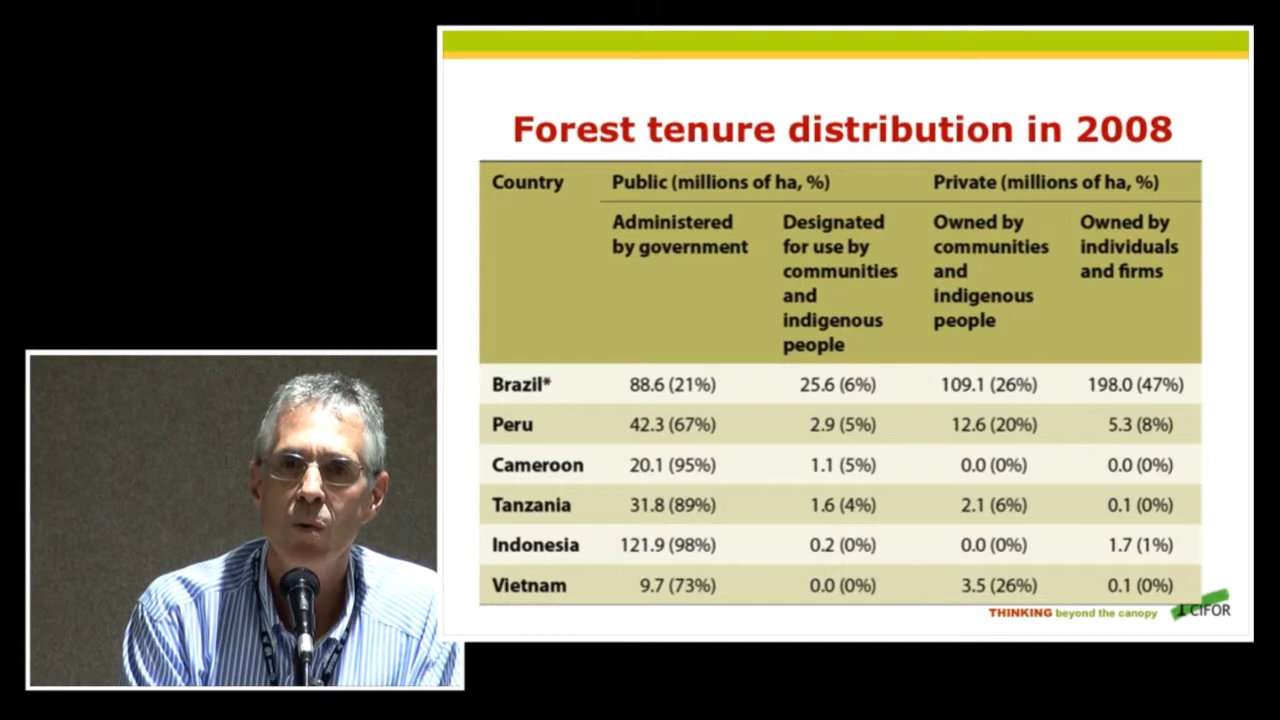 Forest tenure distribution in 2008
Country Public (millions of ha, %) Private (millions of ha, %)
Administered by government
Designated for use by communities and indigenous people
Owned by communities and indigenous people
Owned by individuals and firms
Brazil* 88.6 (21%) 25.6 (6%) 109.1 (26%) 198.0 (47%)
Peru 42.3 (67%) 2.9 (5%) 12.6 (20%) 5.3 (8%)
Cameroon 20.1 (95%) 1.1 (5%) 0.0 (0%) 0.0 (0%)
Tanzania 31.8 (89%) 1.6 (4%) 2.1 (6%) 0.1 (0%)
Indonesia 121.9 (98%) 0.2 (0%) 0.0 (0%) 1.7 (1%)
Vietnam 9.7 (73%) 0.0 (0%) 3.5 (26%) 0.1 (0%)
THINKING beyond the canopy
CIFOR